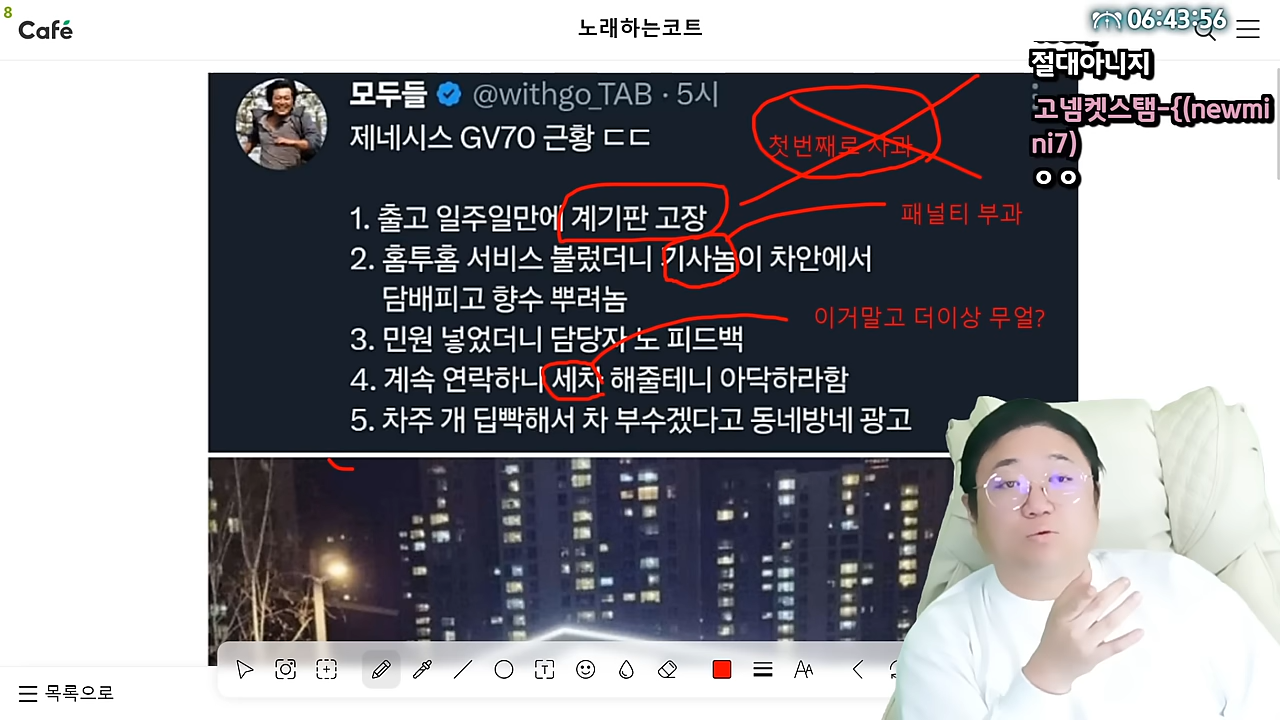 8
Café
노래하는코트
06:43:56
절대아니지
고넴켓스탬-{(newmi
ni7)
ㅇㅇ
모두들 @withgo_TAB · 5시
제네시스 GV70 근황 ㄷㄷ
첫번째로 사과
1. 출고 일주일만에 계기판 고장
패널티 부과
2. 홈투홈 서비스 불렀더니 기사놈이 차안에서
담배피고 향수 뿌려놈
이거말고 더이상 무얼?
3. 민원 넣었더니 담당자 노 피드백
4. 계속 연락하니 세차 해줄테니 아닥하라함
5. 차주 개 딥빡해서 차 부수겠다고 동네방네 광고
목록으로